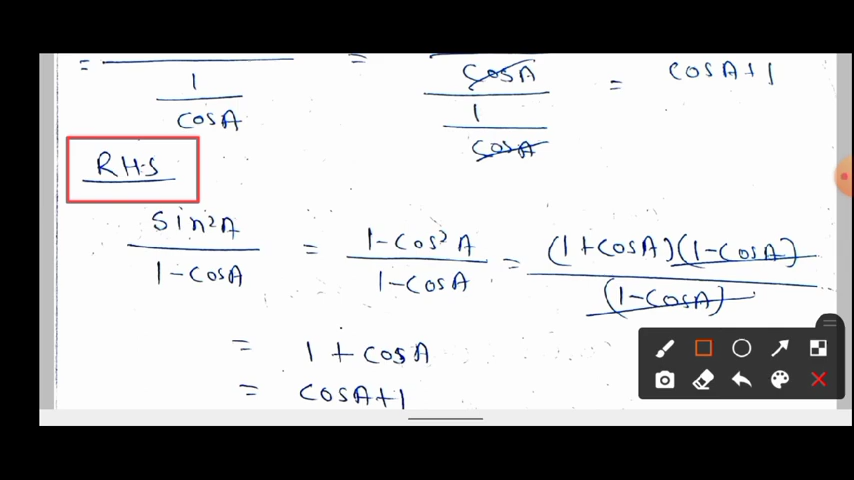 = 1/cosA = cosA/(1/cosA) = cosA+1
RHS
sin²A/(1-cosA) = (1-cos²A)/(1-cosA) = (1+cosA)(1-cosA)/(1-cosA)
= 1+cosA
= cosA+1